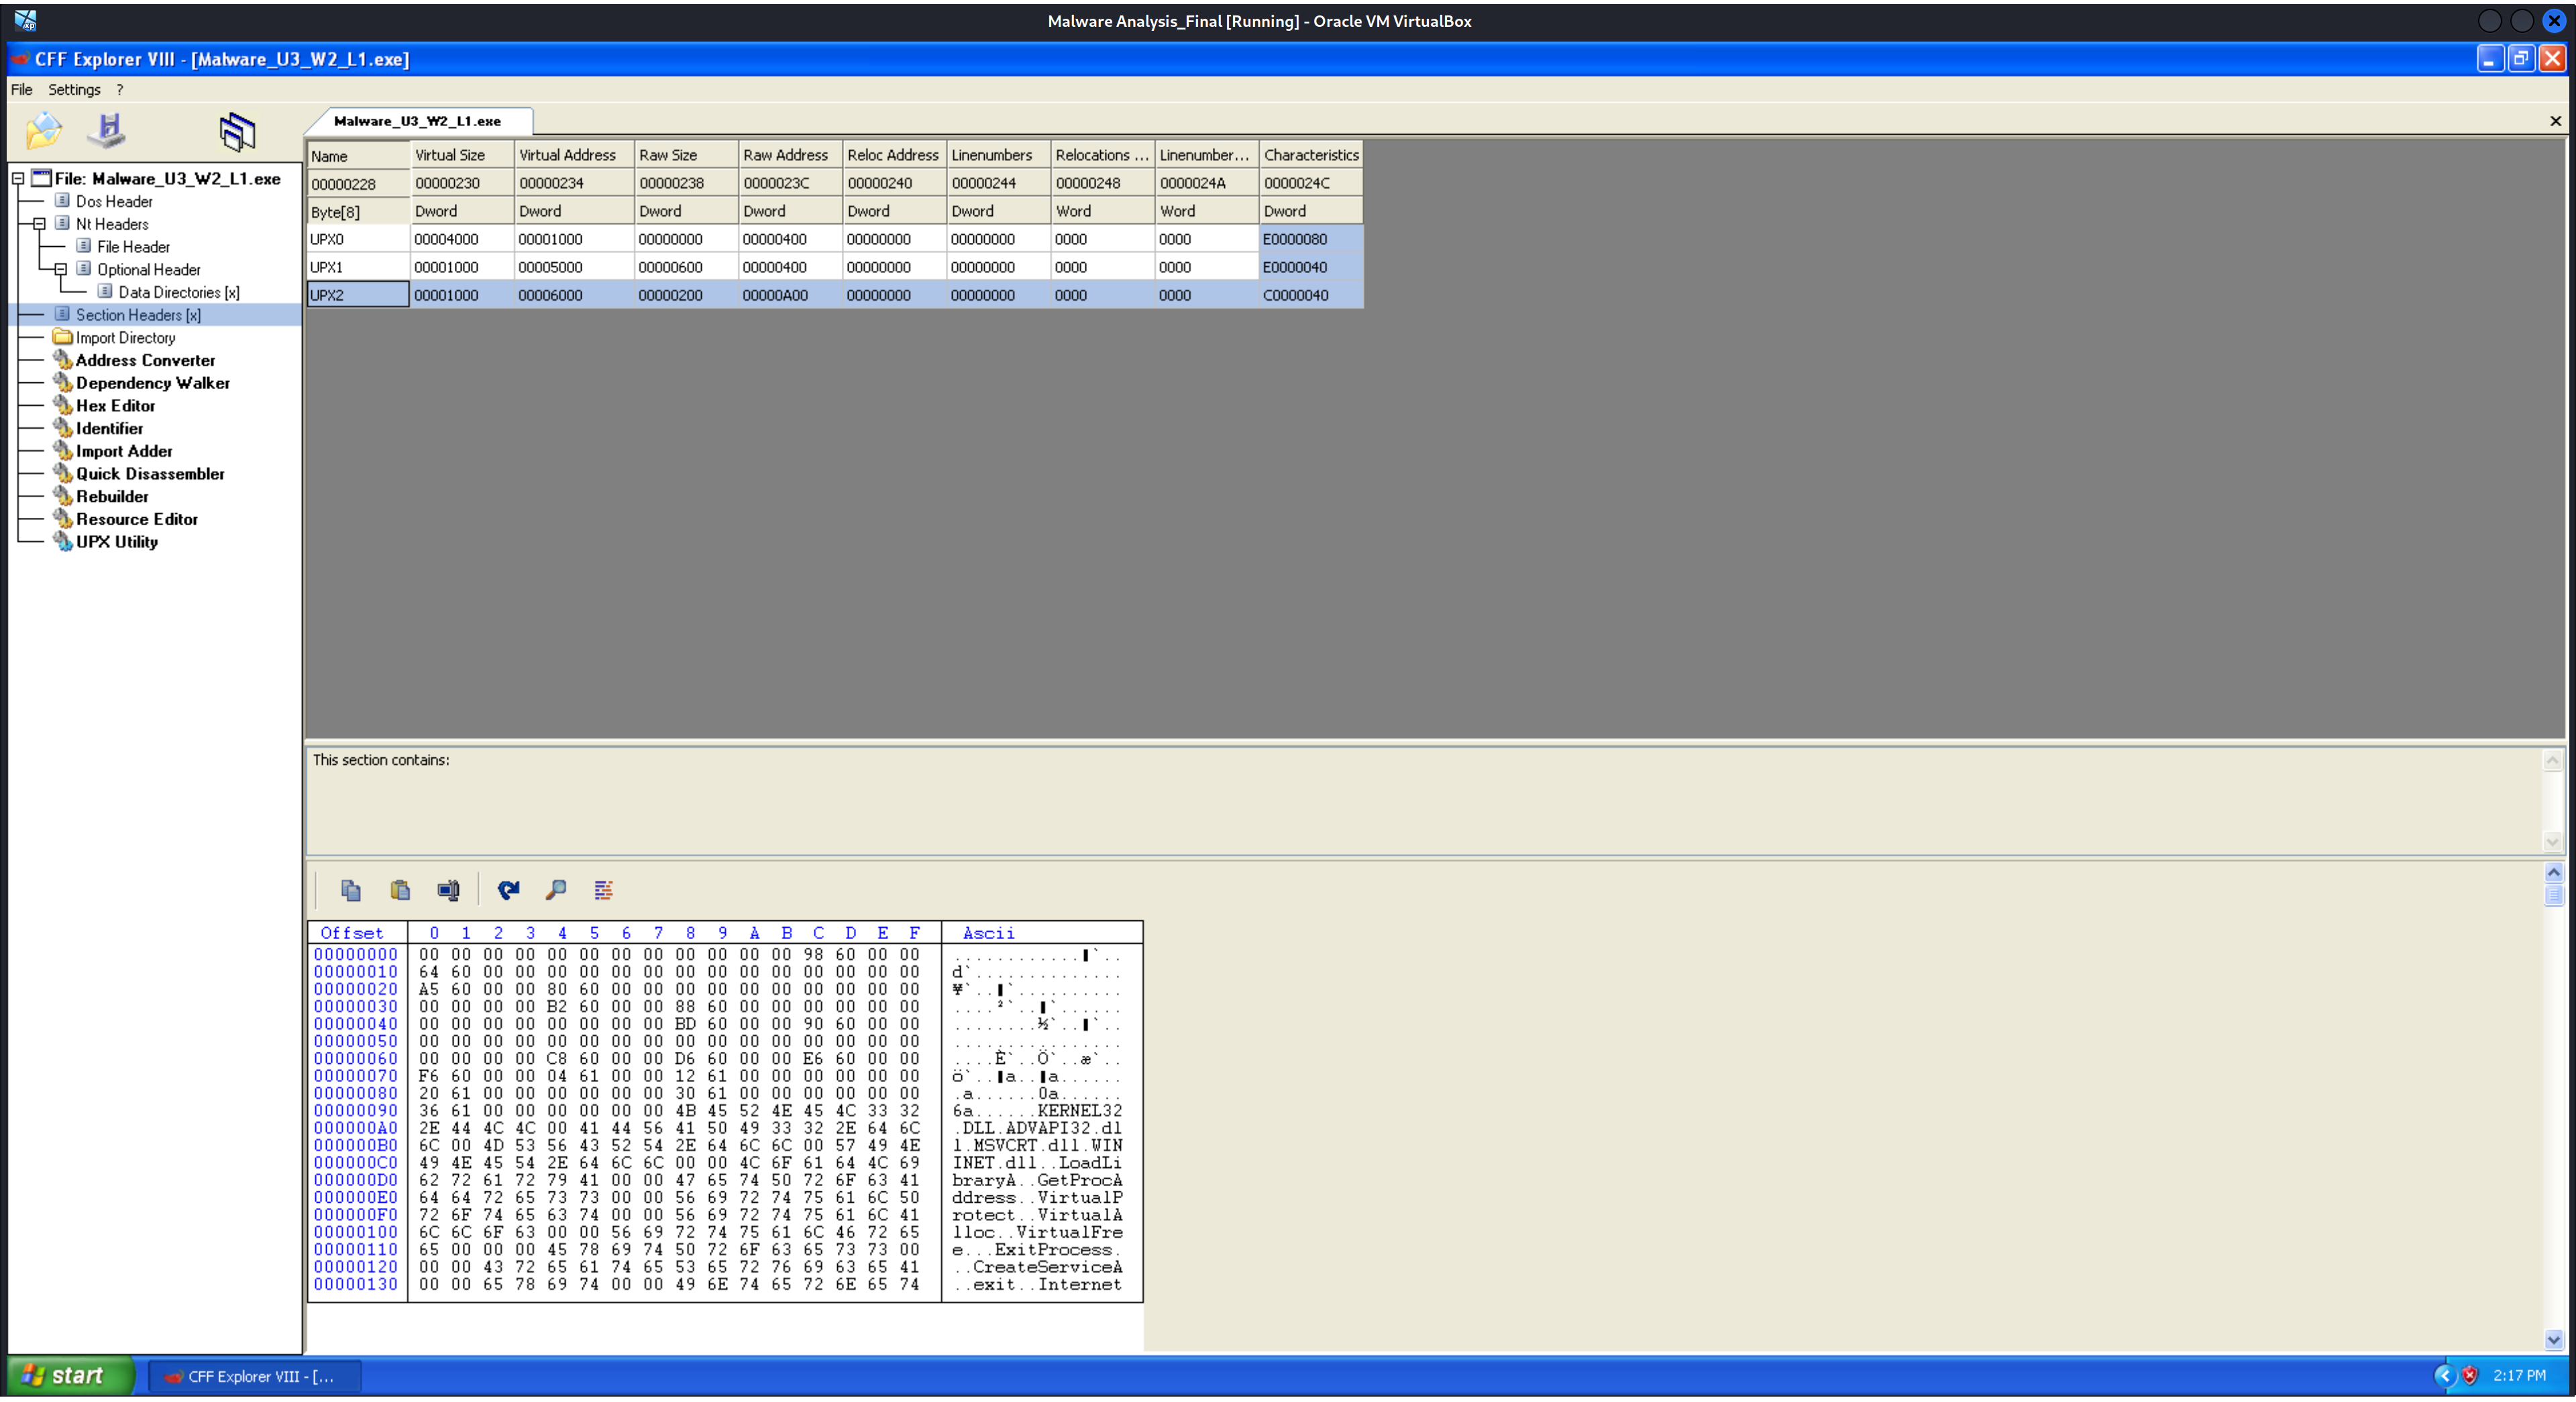 Malware Analysis_Final [Running] - Oracle VM VirtualBox
CFF Explorer VIII - [Malware_U3_W2_L1.exe]
File Settings ?
Malware_U3_W2_L1.exe
File: Malware_U3_W2_L1.exe
Dos Header
Nt Headers
File Header
Optional Header
Data Directories [x]
Section Headers [x]
Import Directory
Address Converter
Dependency Walker
Hex Editor
Identifier
Import Adder
Quick Disassembler
Rebuilder
Resource Editor
UPX Utility
Name Virtual Size Virtual Address Raw Size Raw Address Reloc Address Linenumbers Relocations ... Linenumber... Characteristics
00000228 00000230 00000234 00000238 0000023C 00000240 00000244 00000248 0000024A 0000024C
Byte[8] Dword Dword Dword Dword Dword Dword Word Word Dword
UPX0 00004000 00001000 00000000 00000400 00000000 00000000 0000 0000 E0000080
UPX1 00001000 00005000 00000600 00000400 00000000 00000000 0000 0000 E0000040
UPX2 00001000 00006000 00000200 00000A00 00000000 00000000 0000 0000 C0000040
This section contains:
Offset 0 1 2 3 4 5 6 7 8 9 A B C D E F Ascii
00000000 00 00 00 00 00 00 00 00 00 00 00 00 98 60 00 00 ............▌`..
00000010 64 60 00 00 00 00 00 00 00 00 00 00 00 00 00 00 d`..............
00000020 A5 60 00 00 80 60 00 00 00 00 00 00 00 00 00 00 ¥`..▌`..........
00000030 00 00 00 00 B2 60 00 00 88 60 00 00 00 00 00 00 ....²`..▌`......
00000040 00 00 00 00 00 00 00 00 BD 60 00 00 90 60 00 00 ........½`..▌`..
00000050 00 00 00 00 00 00 00 00 00 00 00 00 00 00 00 00 ................
00000060 00 00 00 00 C8 60 00 00 D6 60 00 00 E6 60 00 00 ....È`..Ö`..æ`..
00000070 F6 60 00 00 04 61 00 00 12 61 00 00 00 00 00 00 ö`..▌a..▌a......
00000080 20 61 00 00 00 00 00 00 30 61 00 00 00 00 00 00 .a......0a......
00000090 36 61 00 00 00 00 00 00 4B 45 52 4E 45 4C 33 32 6a......KERNEL32
000000A0 2E 44 4C 4C 00 41 44 56 41 50 49 33 32 2E 64 6C .DLL.ADVAPI32.dl
000000B0 6C 00 4D 53 56 43 52 54 2E 64 6C 6C 00 57 49 4E l.MSVCRT.dll.WIN
000000C0 49 4E 45 54 2E 64 6C 6C 00 00 4C 6F 61 64 4C 69 INET.dll..LoadLi
000000D0 62 72 61 72 79 41 00 00 47 65 74 50 72 6F 63 41 braryA..GetProcA
000000E0 64 64 72 65 73 73 00 00 56 69 72 74 75 61 6C 50 ddress..VirtualP
000000F0 72 6F 74 65 63 74 00 00 56 69 72 74 75 61 6C 41 rotect..VirtualA
00000100 6C 6C 6F 63 00 00 56 69 72 74 75 61 6C 46 72 65 lloc..VirtualFre
00000110 65 00 00 00 45 78 69 74 50 72 6F 63 65 73 73 00 e...ExitProcess.
00000120 00 00 43 72 65 61 74 65 53 65 72 76 69 63 65 41 ..CreateServiceA
00000130 00 00 65 78 69 74 00 00 49 6E 74 65 72 6E 65 74 ..exit..Internet
start
CFF Explorer VIII - [...
2:17 PM